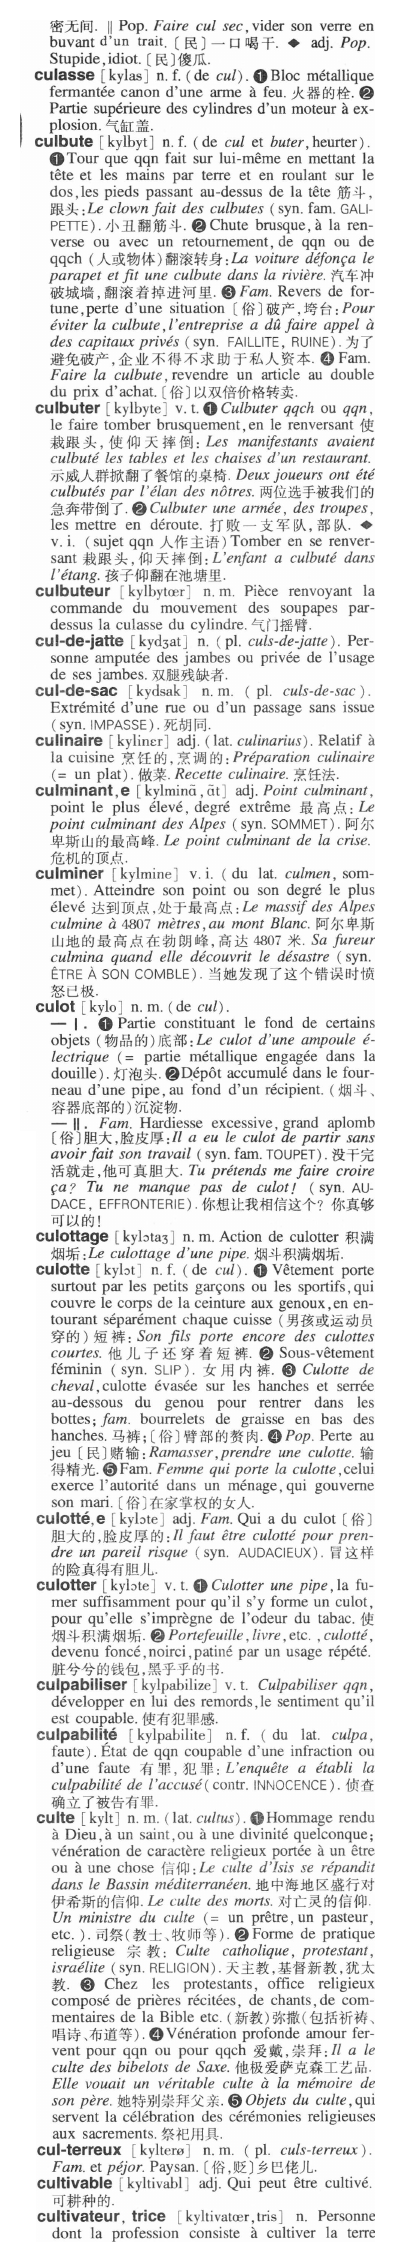 密无间. ‖ Pop. Faire cul sec, vider son verre en
buvant d'un trait. 〔民〕一口喝干. ◆ adj. Pop.
Stupide, idiot. 〔民〕傻瓜.
culasse [kylas] n. f. (de cul). ❶ Bloc métallique
fermantée canon d'une arme à feu. 火器的栓. ❷
Partie supérieure des cylindres d'un moteur à ex-
plosion. 气缸盖.
culbute [kylbyt] n. f. (de cul et buter, heurter).
❶ Tour que qqn fait sur lui-même en mettant la
tête et les mains par terre et en roulant sur le
dos, les pieds passant au-dessus de la tête 筋斗,
跟头: Le clown fait des culbutes (syn. fam. GALI-
PETTE). 小丑翻筋斗. ❷ Chute brusque, à la ren-
verse ou avec un retournement, de qqn ou de
qqch (人或物体)翻滚转身: La voiture défonça le
parapet et fit une culbute dans la rivière. 汽车冲
破城墙, 翻滚着掉进河里. ❸ Fam. Revers de for-
tune, perte d'une situation 〔俗〕破产, 垮台: Pour
éviter la culbute, l'entreprise a dû faire appel à
des capitaux privés (syn. FAILLITE, RUINE). 为了
避免破产, 企业不得不求助于私人资本. ❹ Fam.
Faire la culbute, revendre un article au double
du prix d'achat. 〔俗〕以双倍价格转卖.
culbuter [kylbyte] v. t. ❶ Culbuter qqch ou qqn,
le faire tomber brusquement, en le renversant 使
栽跟头, 使仰天摔倒: Les manifestants avaient
culbuté les tables et les chaises d'un restaurant.
示威人群掀翻了餐馆的桌椅. Deux joueurs ont été
culbutés par l'élan des nôtres. 两位选手被我们的
急奔带倒了. ❷ Culbuter une armée, des troupes,
les mettre en déroute. 打败一支军队, 部队. ◆
v. i. (sujet qqn 人作主语) Tomber en se renver-
sant 栽跟头, 仰天摔倒: L'enfant a culbuté dans
l'étang. 孩子仰翻在池塘里.
culbuteur [kylbytœr] n. m. Pièce renvoyant la
commande du mouvement des soupapes par-
dessus la culasse du cylindre. 气门摇臂.
cul-de-jatte [kydʒat] n. (pl. culs-de-jatte). Per-
sonne amputée des jambes ou privée de l'usage
de ses jambes. 双腿残缺者.
cul-de-sac [kydsak] n. m. (pl. culs-de-sac).
Extrémité d'une rue ou d'un passage sans issue
(syn. IMPASSE). 死胡同.
culinaire [kylinɛr] adj. (lat. culinarius). Relatif à
la cuisine 烹饪的, 烹调的: Préparation culinaire
(= un plat). 做菜. Recette culinaire. 烹饪法.
culminant, e [kylminɑ̃, ɑ̃t] adj. Point culminant,
point le plus élevé, degré extrême 最高点: Le
point culminant des Alpes (syn. SOMMET). 阿尔
卑斯山的最高峰. Le point culminant de la crise.
危机的顶点.
culminer [kylmine] v. i. (du lat. culmen, som-
met). Atteindre son point ou son degré le plus
élevé 达到顶点, 处于最高点: Le massif des Alpes
culmine à 4807 mètres, au mont Blanc. 阿尔卑斯
山地的最高点在勃朗峰, 高达 4807 米. Sa fureur
culmina quand elle découvrit le désastre (syn.
ÊTRE À SON COMBLE). 当她发现了这个错误时愤
怒已极.
culot [kylo] n. m. (de cul).
— I. ❶ Partie constituant le fond de certains
objets (物品的)底部: Le culot d'une ampoule é-
lectrique (= partie métallique engagée dans la
douille). 灯泡头. ❷ Dépôt accumulé dans le four-
neau d'une pipe, au fond d'un récipient. (烟斗、
容器底部的)沉淀物.
— II. Fam. Hardiesse excessive, grand aplomb
〔俗〕胆大, 脸皮厚: Il a eu le culot de partir sans
avoir fait son travail (syn. fam. TOUPET). 没干完
活就走, 他可真胆大. Tu prétends me faire croire
ça? Tu ne manque pas de culot! (syn. AU-
DACE, EFFRONTERIE). 你想让我相信这个? 你真够
可以的!
culottage [kylɔtaʒ] n. m. Action de culotter 积满
烟垢: Le culottage d'une pipe. 烟斗积满烟垢.
culotte [kylɔt] n. f. (de cul). ❶ Vêtement porte
surtout par les petits garçons ou les sportifs, qui
couvre le corps de la ceinture aux genoux, en en-
tourant séparément chaque cuisse (男孩或运动员
穿的)短裤: Son fils porte encore des culottes
courtes. 他儿子还穿着短裤. ❷ Sous-vêtement
féminin (syn. SLIP). 女用内裤. ❸ Culotte de
cheval, culotte évasée sur les hanches et serrée
au-dessous du genou pour rentrer dans les
bottes; fam. bourrelets de graisse en bas des
hanches. 马裤;〔俗〕臀部的赘肉. ❹ Pop. Perte au
jeu 〔民〕赌输: Ramasser, prendre une culotte. 输
得精光. ❺ Fam. Femme qui porte la culotte, celui
exerce l'autorité dans un ménage, qui gouverne
son mari. 〔俗〕在家掌权的女人.
culotté, e [kylɔte] adj. Fam. Qui a du culot 〔俗〕
胆大的, 脸皮厚的: Il faut être culotté pour pren-
dre un pareil risque (syn. AUDACIEUX). 冒这样
的险真得有胆儿.
culotter [kylɔte] v. t. ❶ Culotter une pipe, la fu-
mer suffisamment pour qu'il s'y forme un culot,
pour qu'elle s'imprègne de l'odeur du tabac. 使
烟斗积满烟垢. ❷ Portefeuille, livre, etc., culotté,
devenu foncé, noirci, patiné par un usage répété.
脏兮兮的钱包, 黑乎乎的书.
culpabiliser [kylpabilize] v. t. Culpabiliser qqn,
développer en lui des remords, le sentiment qu'il
est coupable. 使有犯罪感.
culpabilité [kylpabilite] n. f. (du lat. culpa,
faute). État de qqn coupable d'une infraction ou
d'une faute 有罪, 犯罪: L'enquête a établi la
culpabilité de l'accusé (contr. INNOCENCE). 侦查
确立了被告有罪.
culte [kylt] n. m. (lat. cultus). ❶ Hommage rendu
à Dieu, à un saint, ou à une divinité quelconque;
vénération de caractère religieux portée à un être
ou à une chose 信仰: Le culte d'Isis se répandit
dans le Bassin méditerranéen. 地中海地区盛行对
伊希斯的信仰. Le culte des morts. 对亡灵的信仰.
Un ministre du culte (= un prêtre, un pasteur,
etc.). 司祭(教士、牧师等). ❷ Forme de pratique
religieuse 宗教: Culte catholique, protestant,
israélite (syn. RELIGION). 天主教, 基督新教, 犹太
教. ❸ Chez les protestants, office religieux
composé de prières récitées, de chants, de com-
mentaires de la Bible etc. (新教)弥撒(包括祈祷、
唱诗、布道等). ❹ Vénération profonde amour fer-
vent pour qqn ou pour qqch 爱戴, 崇拜: Il a le
culte des bibelots de Saxe. 他极爱萨克森工艺品.
Elle vouait un véritable culte à la mémoire de
son père. 她特别崇拜父亲. ❺ Objets du culte, qui
servent la célébration des cérémonies religieuses
aux sacrements. 祭祀用具.
cul-terreux [kylterø] n. m. (pl. culs-terreux).
Fam. et péjor. Paysan. 〔俗, 贬〕乡巴佬儿.
cultivable [kyltivabl] adj. Qui peut être cultivé.
可耕种的.
cultivateur, trice [kyltivatœr, tris] n. Personne
dont la profession consiste à cultiver la terre